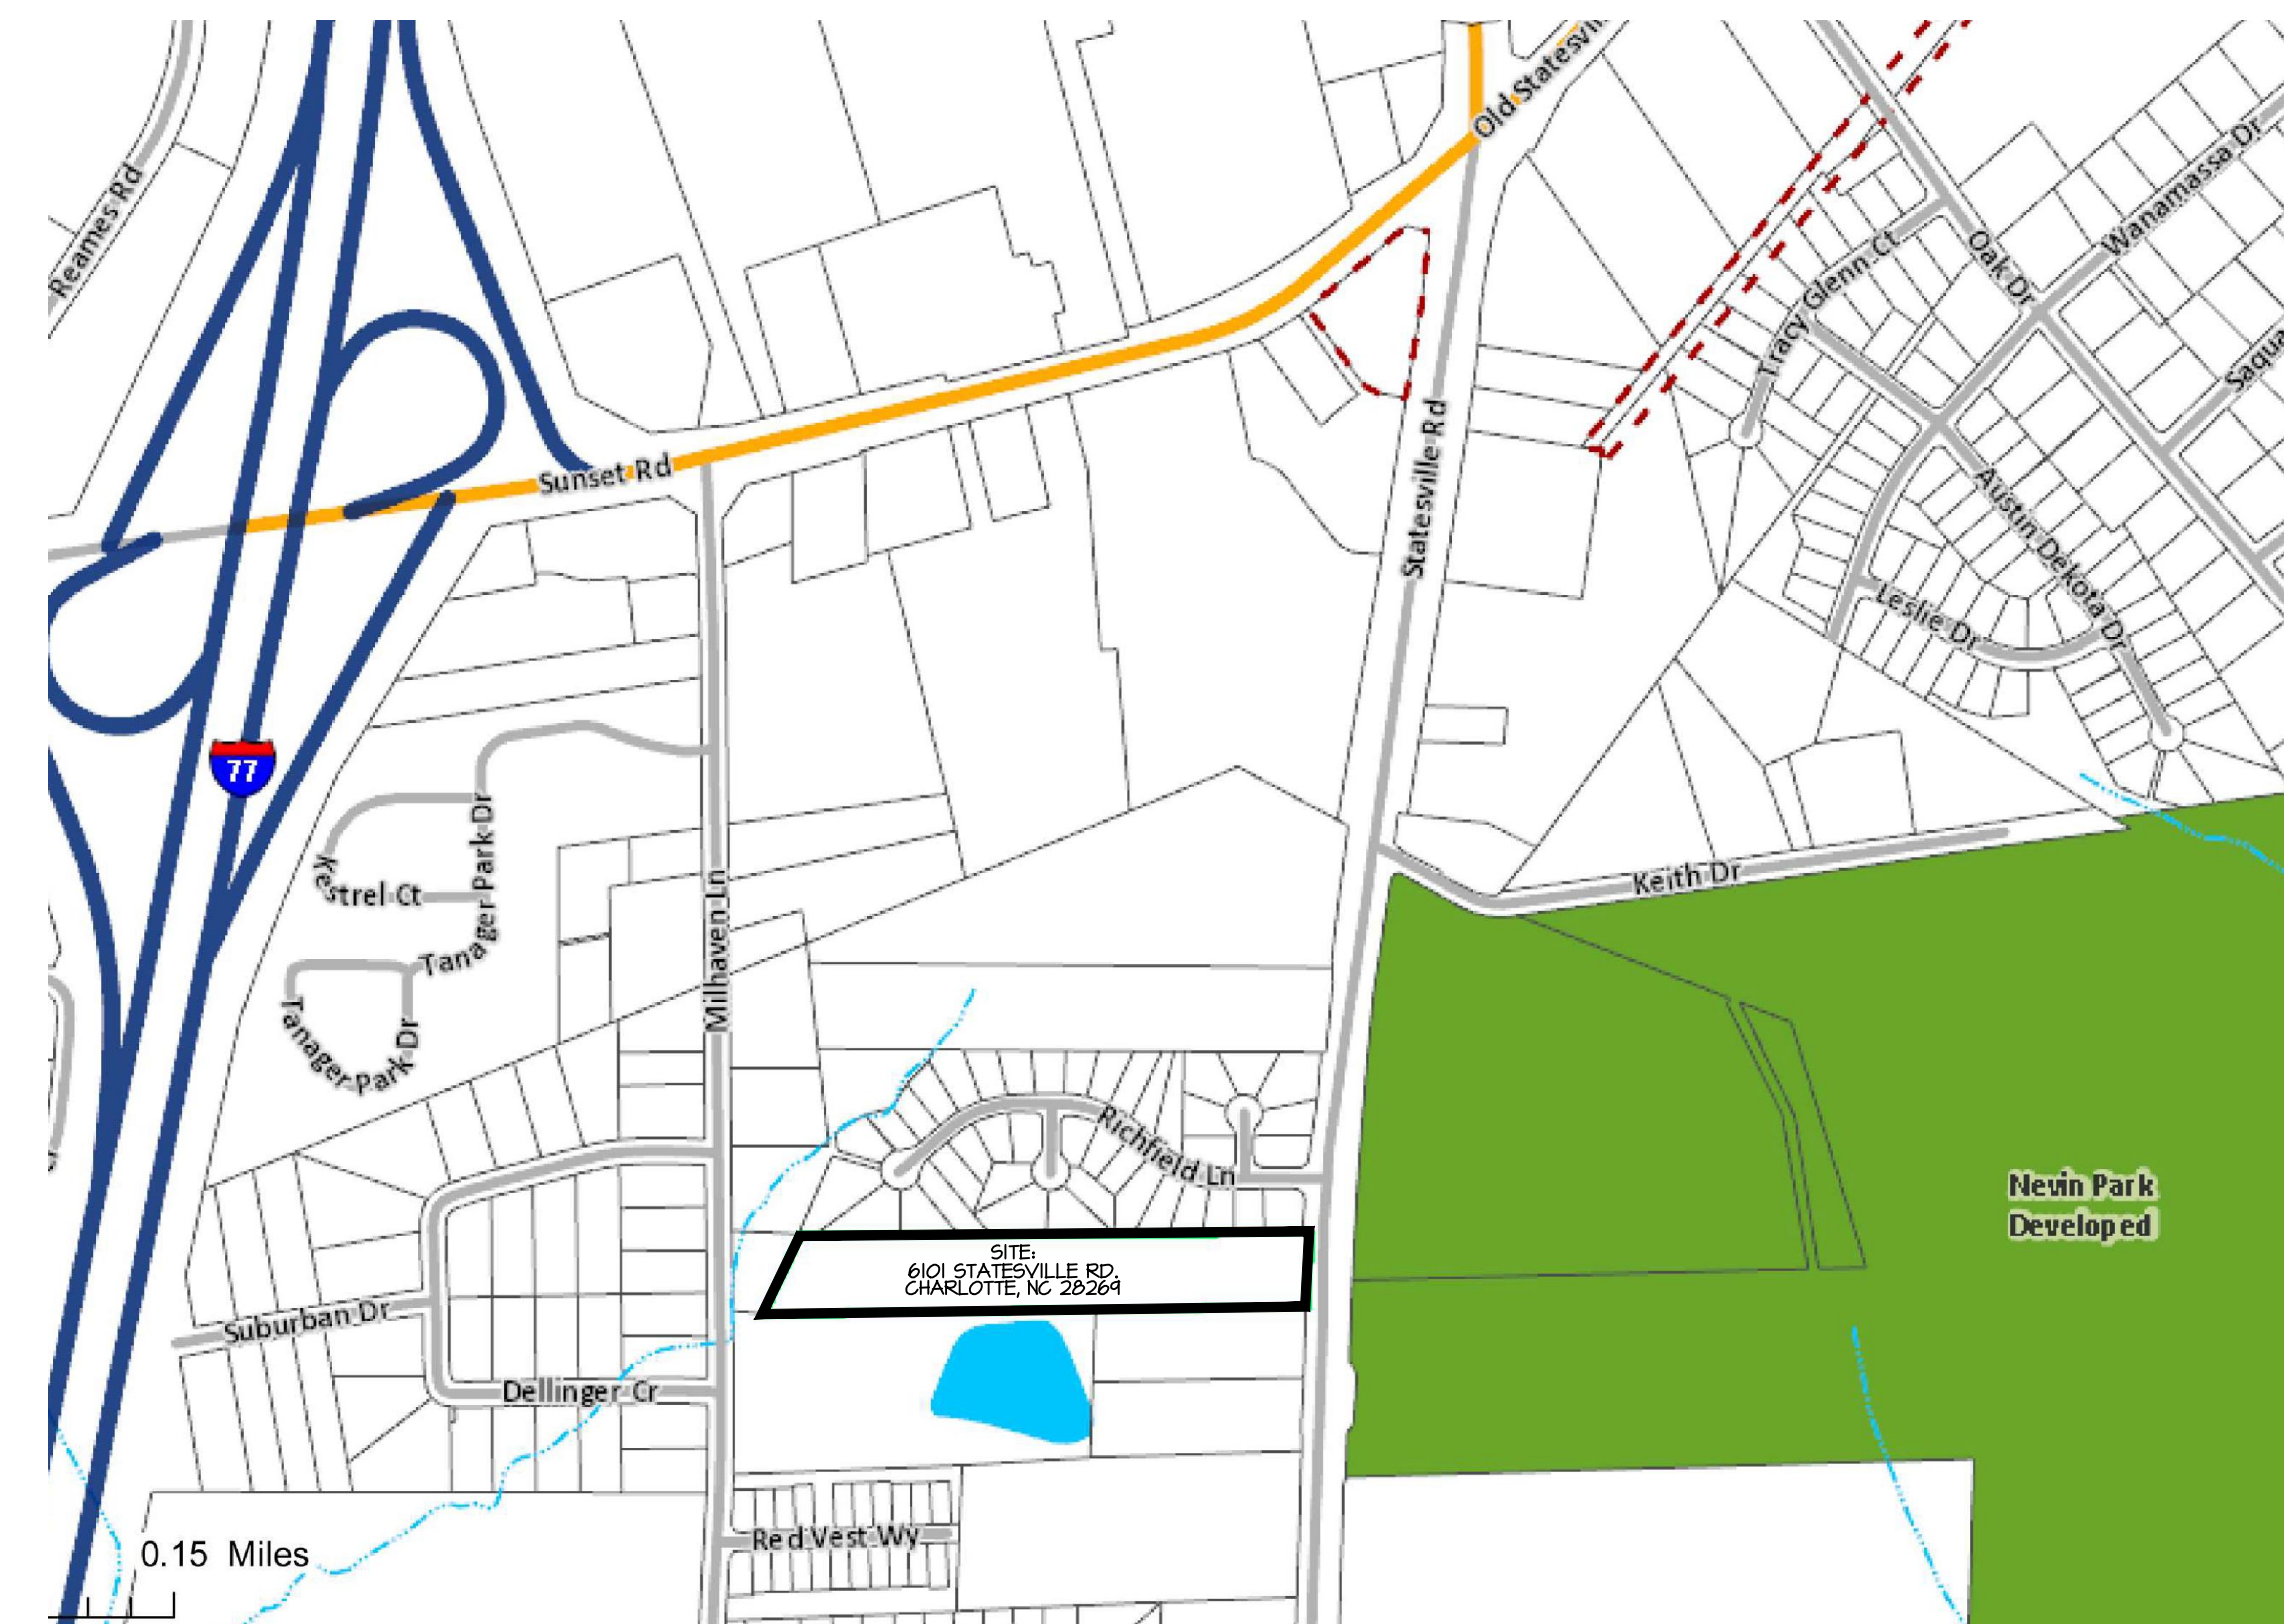 Old Statesvill
Reames Rd
Wanamassa Dr
Oak Dr
Tracy Glenn Ct
Saqua
Sunset Rd
Statesville Rd
Austin Dekota Dr
Leslie Dr
77
Kestrel Ct
Tanager Park Dr
Keith Dr
Milhaven Ln
Tanager Park Dr
Richfield Ln
Nevin Park
Developed
SITE:
6101 STATESVILLE RD.
CHARLOTTE, NC 28269
Suburban Dr
Dellinger Cr
Red Vest Wy
0.15 Miles